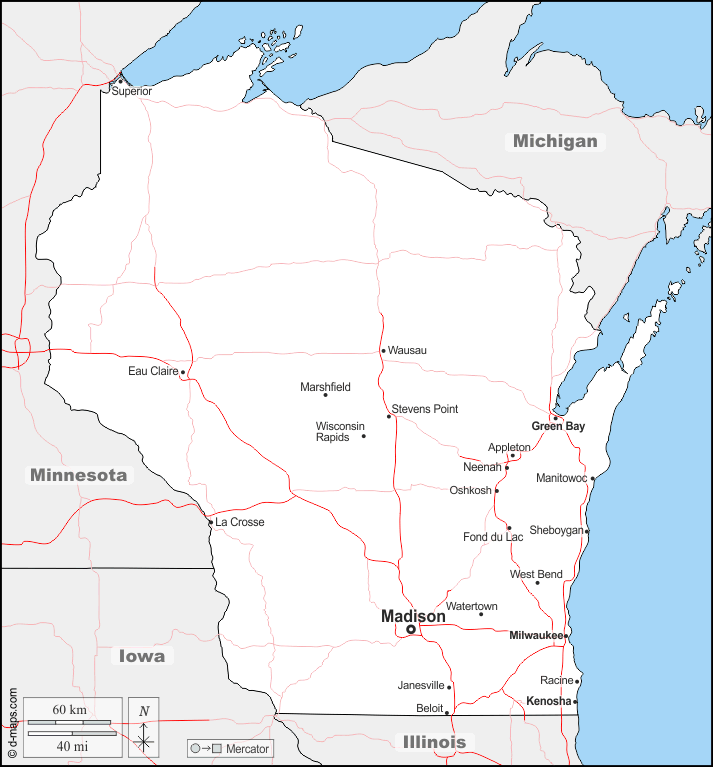 Superior
Michigan
Wausau
Eau Claire
Marshfield
Stevens Point
Wisconsin
Rapids
Green Bay
Appleton
Neenah
Minnesota
Manitowoc
Oshkosh
La Crosse
Sheboygan
Fond du Lac
West Bend
Watertown
Madison
Milwaukee
Iowa
Racine
Janesville
Kenosha
Beloit
60 km
N
40 mi
Mercator
Illinois
© d-maps.com